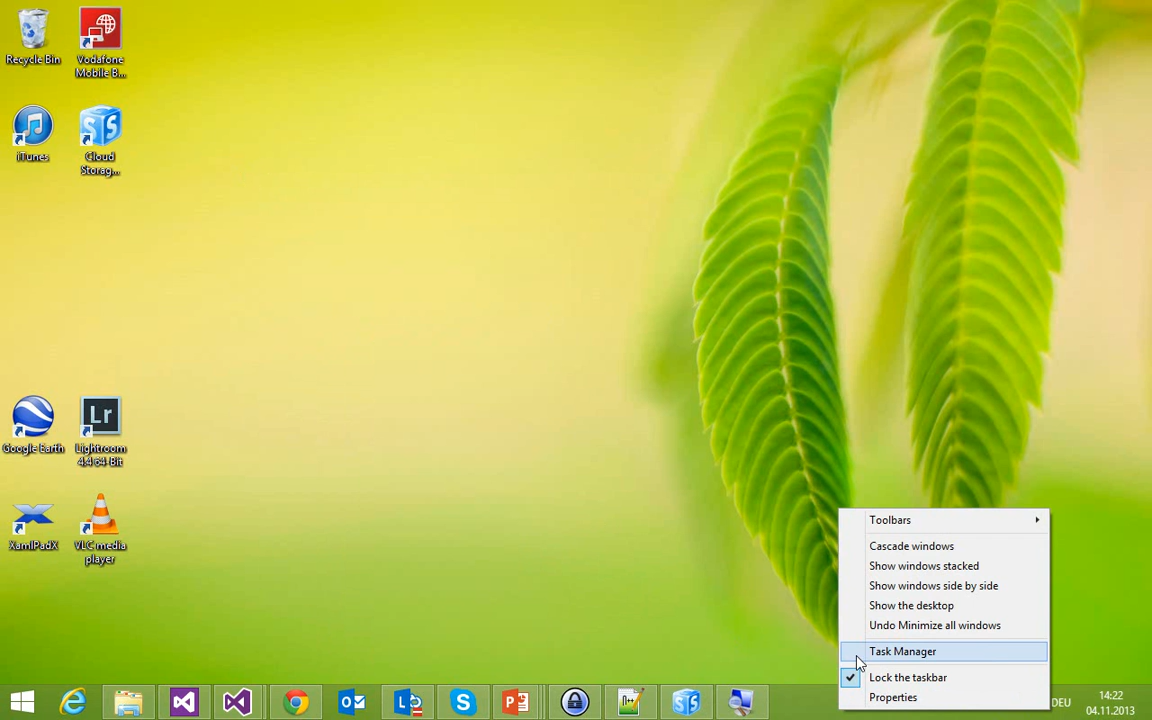 Recycle Bin
Vodafone
Mobile B...
iTunes
Cloud
Storag...
Google Earth
Lr
Lightroom
4.4 64-Bit
XamlPadX
VLC media
player
Toolbars
Cascade windows
Show windows stacked
Show windows side by side
Show the desktop
Undo Minimize all windows
Task Manager
Lock the taskbar
Properties
DEU
14:22
04.11.2013